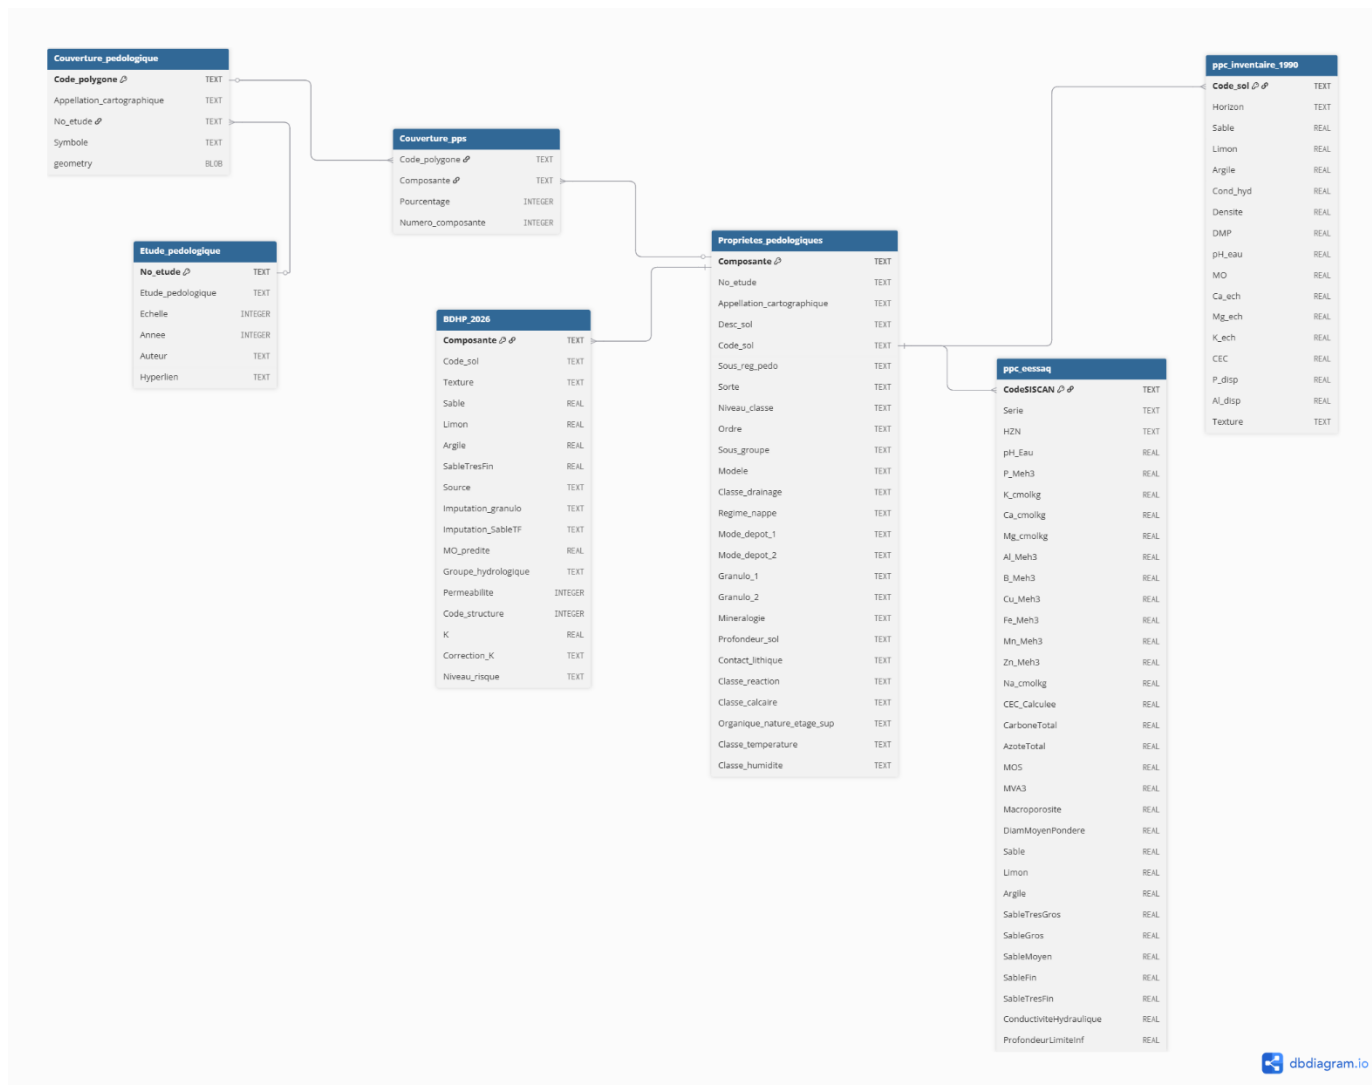 Couverture_pedologique
Code_polygone TEXT
Appellation_cartographique TEXT
No_etude TEXT
Symbole TEXT
geometry BLOB
Etude_pedologique
No_etude TEXT
Etude_pedologique TEXT
Echelle INTEGER
Annee INTEGER
Auteur TEXT
Hyperlien TEXT
Couverture_pps
Code_polygone TEXT
Composante TEXT
Pourcentage INTEGER
Numero_composante INTEGER
BDHP_2026
Composante TEXT
Code_sol TEXT
Texture TEXT
Sable REAL
Limon REAL
Argile REAL
SableTresFin REAL
Source TEXT
Imputation_granulo TEXT
Imputation_SableTF TEXT
MO_predite REAL
Groupe_hydrologique TEXT
Permeabilite INTEGER
Code_structure INTEGER
K REAL
Correction_K TEXT
Niveau_risque TEXT
Proprietes_pedologiques
Composante TEXT
No_etude TEXT
Appellation_cartographique TEXT
Desc_sol TEXT
Code_sol TEXT
Sous_reg_pedo TEXT
Sorte TEXT
Niveau_classe TEXT
Ordre TEXT
Sous_groupe TEXT
Modele TEXT
Classe_drainage TEXT
Regime_nappe TEXT
Mode_depot_1 TEXT
Mode_depot_2 TEXT
Granulo_1 TEXT
Granulo_2 TEXT
Mineralogie TEXT
Profondeur_sol TEXT
Contact_lithique TEXT
Classe_reaction TEXT
Classe_calcaire TEXT
Organique_nature_etage_sup TEXT
Classe_temperature TEXT
Classe_humidite TEXT
ppc_eessaq
CodeSISCAN TEXT
Serie TEXT
HZN TEXT
pH_Eau REAL
P_Meh3 REAL
K_cmolkg REAL
Ca_cmolkg REAL
Mg_cmolkg REAL
Al_Meh3 REAL
B_Meh3 REAL
Cu_Meh3 REAL
Fe_Meh3 REAL
Mn_Meh3 REAL
Zn_Meh3 REAL
Na_cmolkg REAL
CEC_Calculee REAL
CarboneTotal REAL
AzoteTotal REAL
MOS REAL
MVA3 REAL
Macroporosite REAL
DiamMoyenPondere REAL
Sable REAL
Limon REAL
Argile REAL
SableTresGros REAL
SableGros REAL
SableMoyen REAL
SableFin REAL
SableTresFin REAL
ConductiviteHydraulique REAL
ProfondeurLimiteInf REAL
ppc_inventaire_1990
Code_sol TEXT
Horizon TEXT
Sable REAL
Limon REAL
Argile REAL
Cond_hyd REAL
Densite REAL
DMP REAL
pH_eau REAL
MO REAL
Ca_ech REAL
Mg_ech REAL
K_ech REAL
CEC REAL
P_disp REAL
Al_disp REAL
Texture TEXT
dbdiagram.io